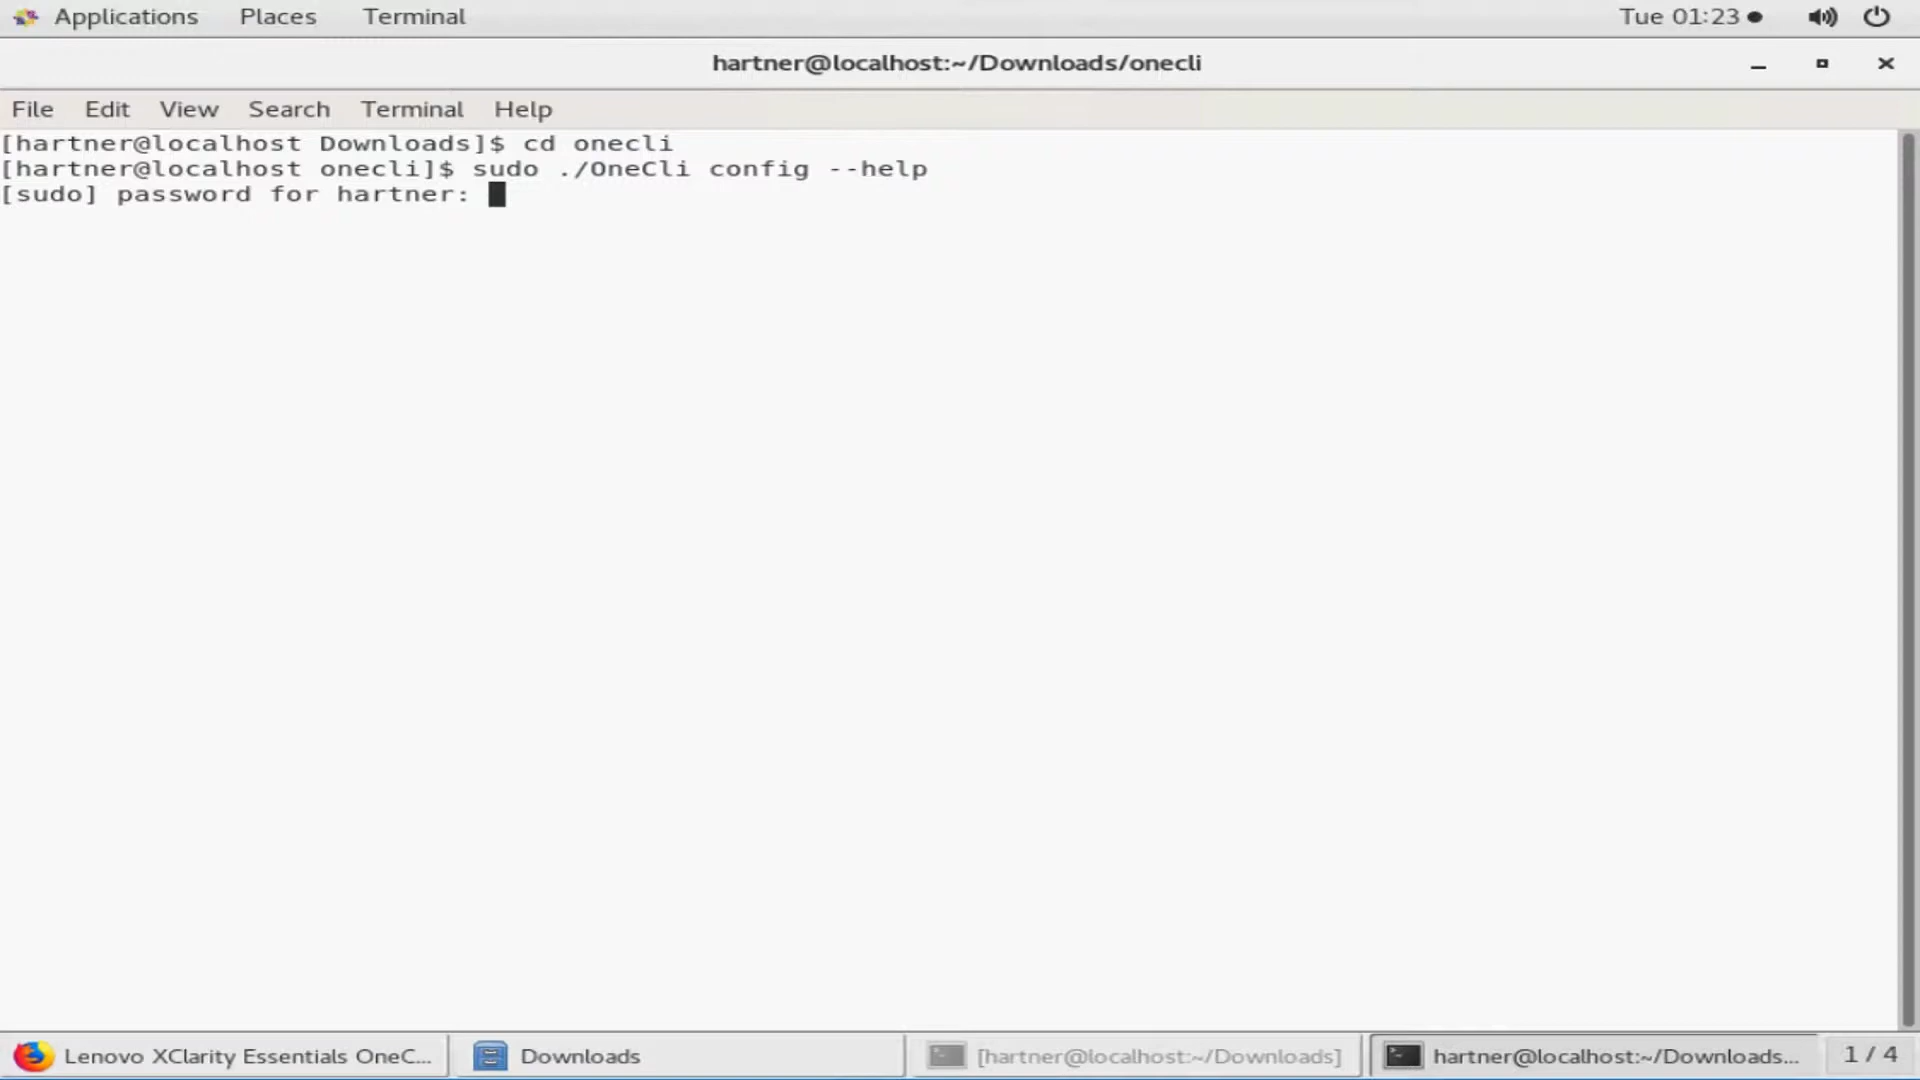 Applications Places Terminal Tue 01:23
hartner@localhost:~/Downloads/onecli
File Edit View Search Terminal Help
[hartner@localhost Downloads]$ cd onecli
[hartner@localhost onecli]$ sudo ./OneCli config --help
[sudo] password for hartner:
Lenovo XClarity Essentials OneC... Downloads [hartner@localhost:~/Downloads] hartner@localhost:~/Downloads... 1 / 4